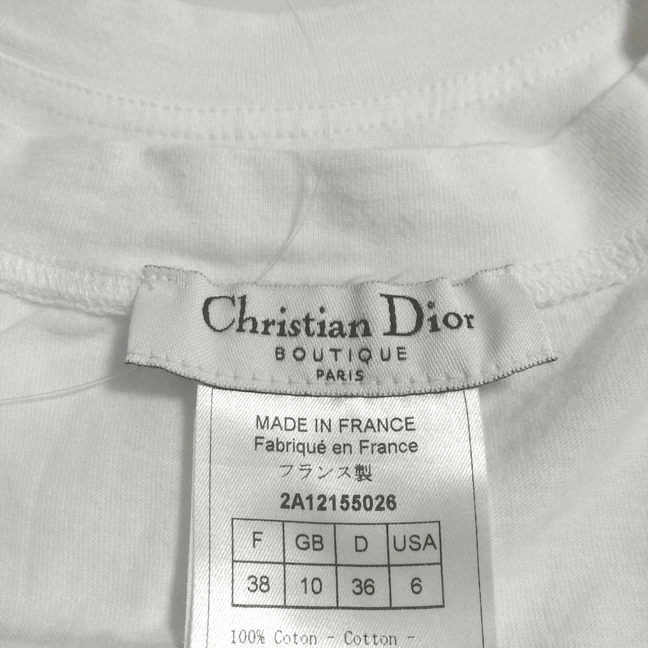 Christian Dior
BOUTIQUE
PARIS
MADE IN FRANCE
Fabriqué en France
フランス製
2A12155026
F GB D USA
38 10 36 6
100% Coton - Cotton -